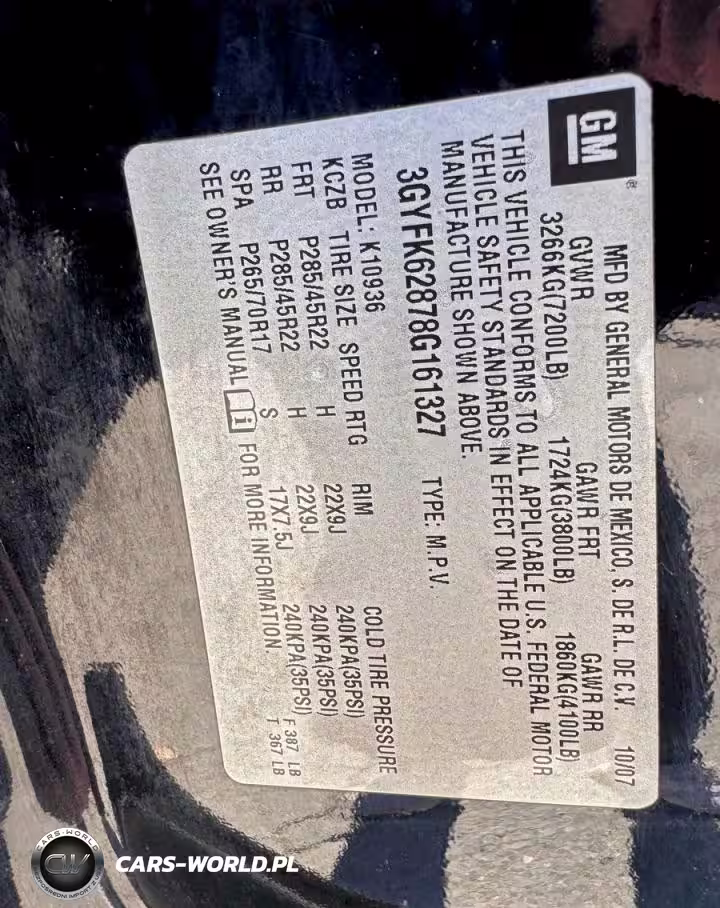 GM
MFD BY GENERAL MOTORS DE MEXICO, S. DE R.L. DE C.V. 10/07
GVWR GAWR FRT GAWR RR
3266KG(7200LB) 1724KG(3800LB) 1860KG(4100LB)
THIS VEHICLE CONFORMS TO ALL APPLICABLE U.S. FEDERAL MOTOR
VEHICLE SAFETY STANDARDS IN EFFECT ON THE DATE OF
MANUFACTURE SHOWN ABOVE.
3GYFK62878G161327 TYPE: M.P.V.
MODEL: K10936
KCZB TIRE SIZE SPEED RTG RIM COLD TIRE PRESSURE
FRT P285/45R22 H 22X9J 240KPA(35PSI)
RR P285/45R22 H 22X9J 240KPA(35PSI)
SPA P265/70R17 S 17X7.5J 240KPA(35PSI) F 387 LB
SEE OWNER'S MANUAL FOR MORE INFORMATION T 367 LB
CARS-WORLD
CW
CARS-WORLD.PL